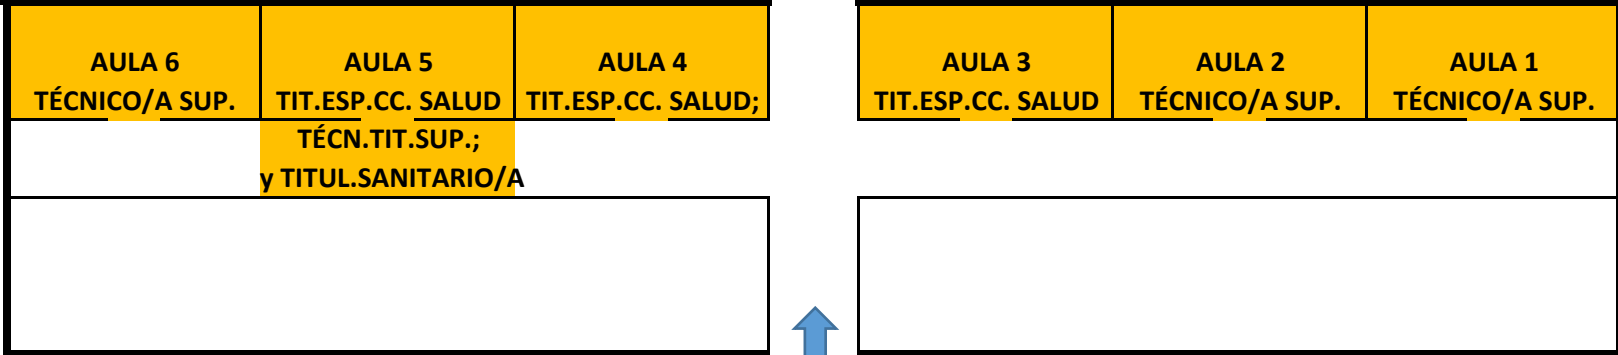 AULA 6
TÉCNICO/A SUP.
AULA 5
TIT.ESP.CC. SALUD
TÉCN.TIT.SUP.;
y TITUL.SANITARIO/A
AULA 4
TIT.ESP.CC. SALUD;
AULA 3
TIT.ESP.CC. SALUD
AULA 2
TÉCNICO/A SUP.
AULA 1
TÉCNICO/A SUP.